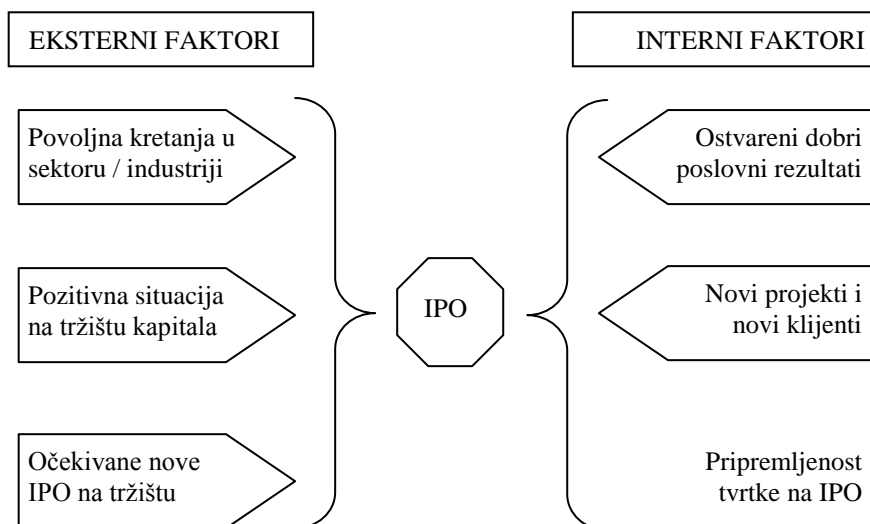 EKSTERNI FAKTORI
INTERNI FAKTORI
Povoljna kretanja u
sektoru / industriji
Ostvareni dobri
poslovni rezultati
Pozitivna situacija
na tržištu kapitala
IPO
Novi projekti i
novi klijenti
Očekivane nove
IPO na tržištu
Pripremljenost
tvrtke na IPO